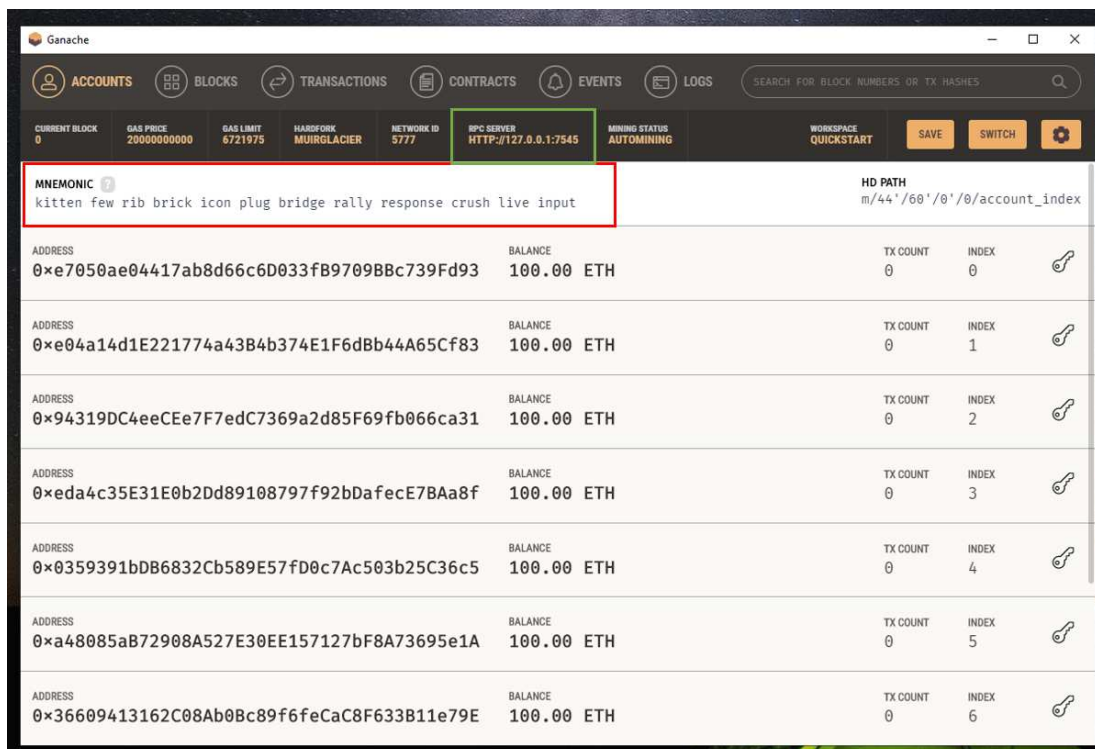 Ganache
ACCOUNTS BLOCKS TRANSACTIONS CONTRACTS EVENTS LOGS SEARCH FOR BLOCK NUMBERS OR TX HASHES
CURRENT BLOCK GAS PRICE GAS LIMIT HARDFORK NETWORK ID RPC SERVER MINING STATUS WORKSPACE
0 20000000000 6721975 MUIRGLACIER 5777 HTTP://127.0.0.1:7545 AUTOMINING QUICKSTART SAVE SWITCH
MNEMONIC ? HD PATH
kitten few rib brick icon plug bridge rally response crush live input m/44'/60'/0'/0/account_index
ADDRESS BALANCE TX COUNT INDEX
0×e7050ae04417ab8d66c6D033fB9709BBc739Fd93 100.00 ETH 0 0
ADDRESS BALANCE TX COUNT INDEX
0×e04a14d1E221774a43B4b374E1F6dBb44A65Cf83 100.00 ETH 0 1
ADDRESS BALANCE TX COUNT INDEX
0×94319DC4eeCEe7F7edC7369a2d85F69fb066ca31 100.00 ETH 0 2
ADDRESS BALANCE TX COUNT INDEX
0×eda4c35E31E0b2Dd89108797f92bDafecE7BAa8f 100.00 ETH 0 3
ADDRESS BALANCE TX COUNT INDEX
0×0359391bDB6832Cb589E57fD0c7Ac503b25C36c5 100.00 ETH 0 4
ADDRESS BALANCE TX COUNT INDEX
0×a48085aB72908A527E30EE157127bF8A73695e1A 100.00 ETH 0 5
ADDRESS BALANCE TX COUNT INDEX
0×36609413162C08Ab0Bc89f6feCaC8F633B11e79E 100.00 ETH 0 6